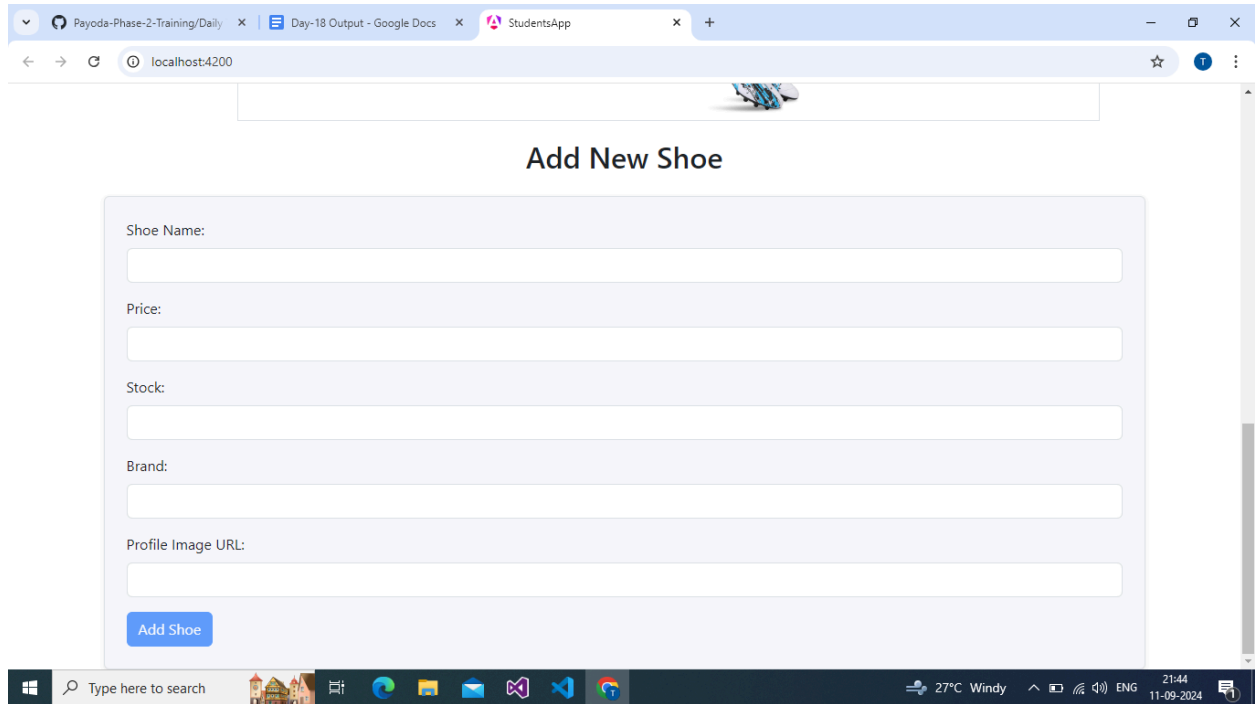 Payoda-Phase-2-Training/Daily
Day-18 Output - Google Docs
StudentsApp
localhost:4200
T
Add New Shoe
Shoe Name:
Price:
Stock:
Brand:
Profile Image URL:
Add Shoe
Type here to search
27°C Windy
ENG
21:44
11-09-2024
1